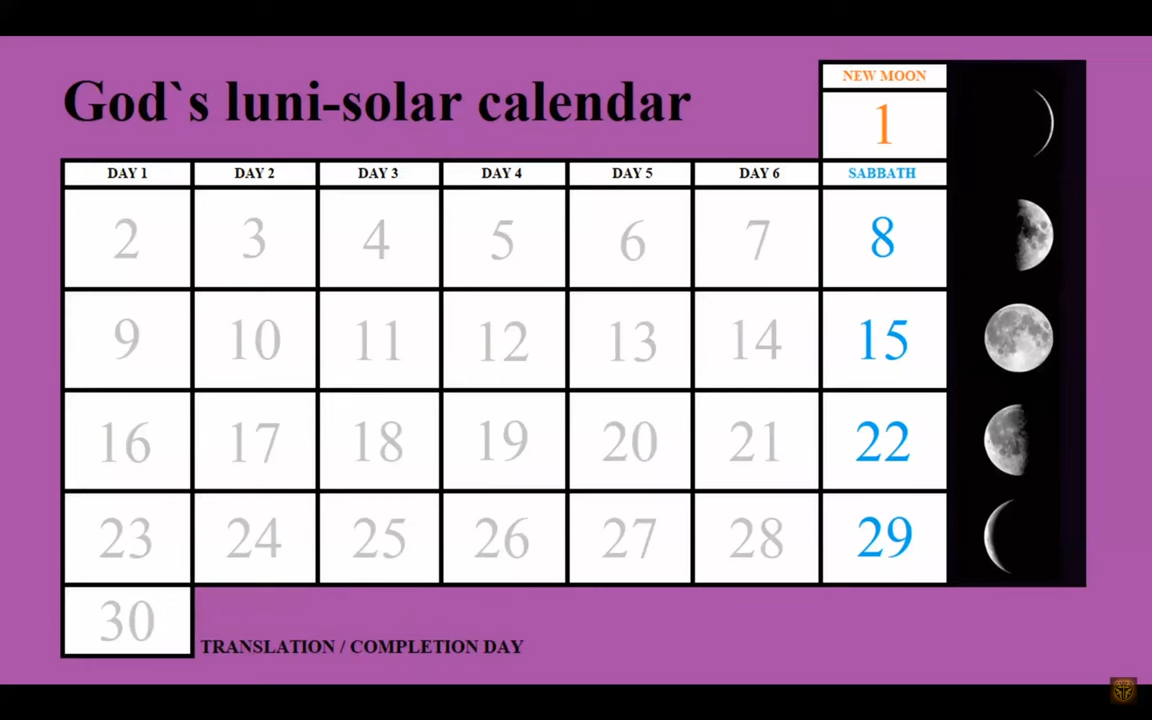 God`s luni-solar calendar
NEW MOON
1
DAY 1 DAY 2 DAY 3 DAY 4 DAY 5 DAY 6 SABBATH
2 3 4 5 6 7 8
9 10 11 12 13 14 15
16 17 18 19 20 21 22
23 24 25 26 27 28 29
30
TRANSLATION / COMPLETION DAY